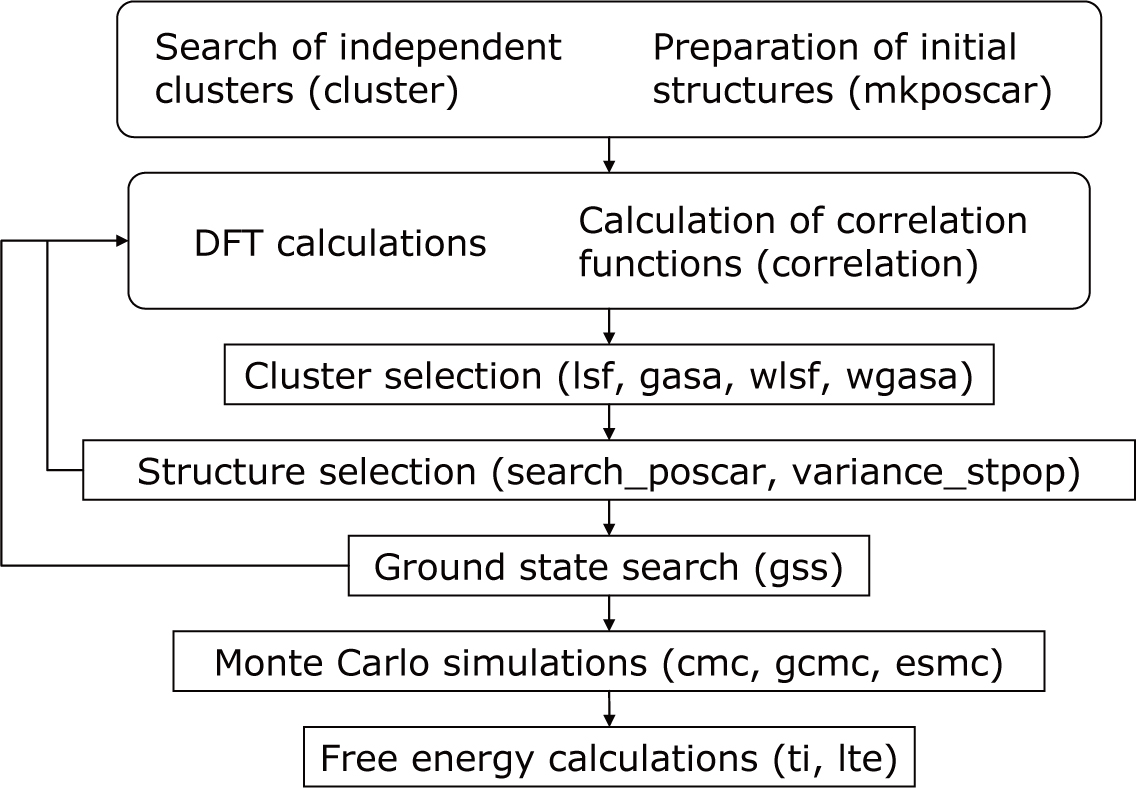 Search of independent
clusters (cluster)
Preparation of initial
structures (mkposcar)
DFT calculations
Calculation of correlation
functions (correlation)
Cluster selection (lsf, gasa, wlsf, wgasa)
Structure selection (search_poscar, variance_stpop)
Ground state search (gss)
Monte Carlo simulations (cmc, gcmc, esmc)
Free energy calculations (ti, lte)